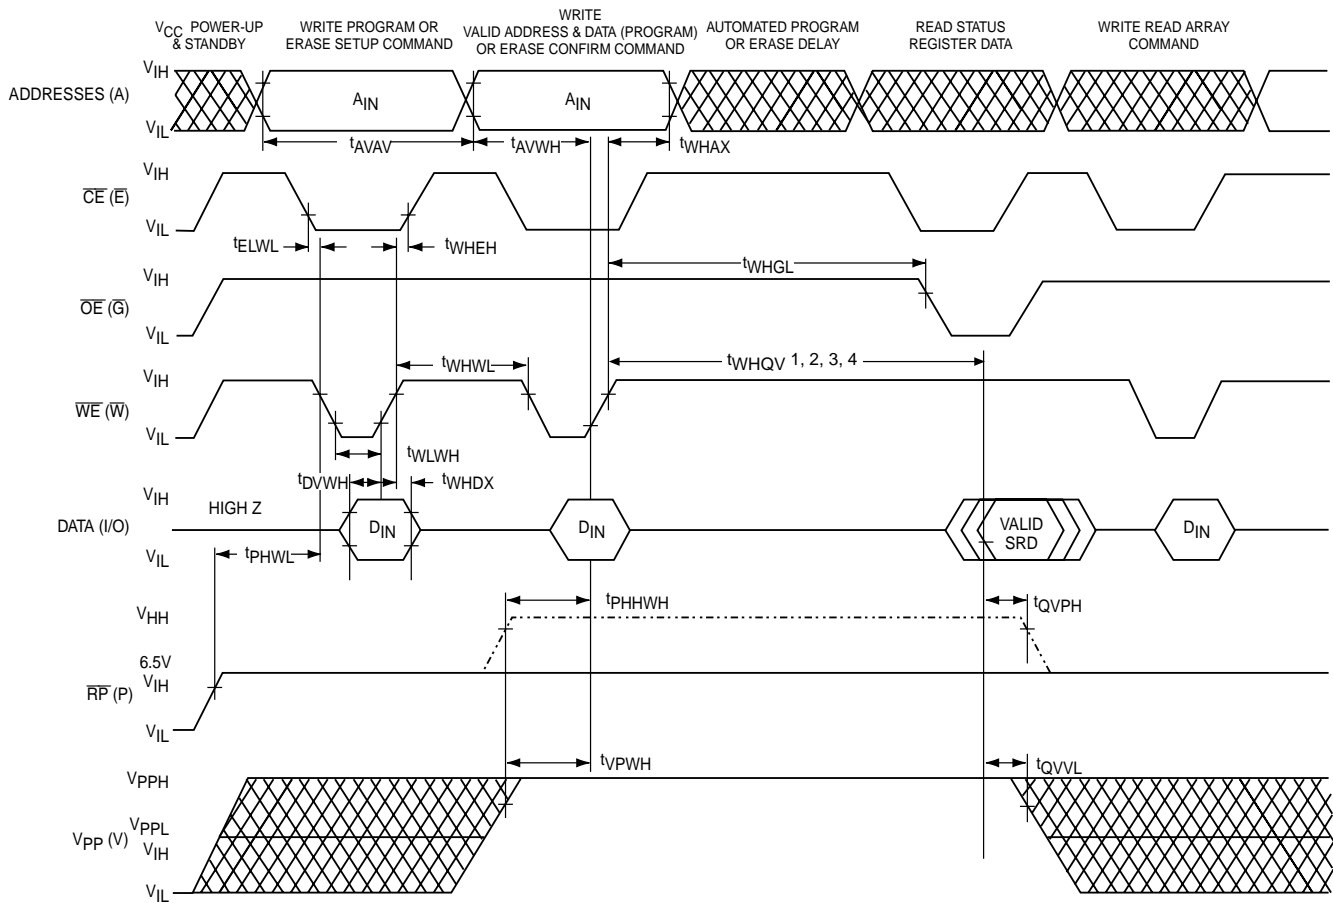 VCC POWER-UP
& STANDBY
WRITE PROGRAM OR
ERASE SETUP COMMAND
WRITE
VALID ADDRESS & DATA (PROGRAM)
OR ERASE CONFIRM COMMAND
AUTOMATED PROGRAM
OR ERASE DELAY
READ STATUS
REGISTER DATA
WRITE READ ARRAY
COMMAND
ADDRESSES (A)
VIH
VIL
AIN
AIN
tAVAV
tAVWH
tWHAX
C̅E̅ (E̅)
VIH
VIL
tELWL
tWHEH
tWHGL
O̅E̅ (G̅)
VIH
VIL
tWHWL
tWHQV 1, 2, 3, 4
W̅E̅ (W̅)
VIH
VIL
tWLWH
tDVWH
tWHDX
DATA (I/O)
VIH
HIGH Z
VIL
DIN
DIN
VALID
SRD
DIN
tPHWL
tPHHWH
tQVPH
VHH
6.5V
VIH
R̅P̅ (P)
VIL
tVPWH
tQVVL
VPPH
VPP (V)
VPPL
VIH
VIL